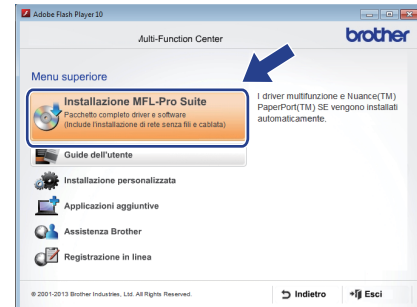 Adobe Flash Player 10
Multi-Function Center
brother
Menu superiore
Installazione MFL-Pro Suite
Pacchetto completo driver e software
(Include l'installazione di rete senza fili e cablata)
I driver multifunzione e Nuance(TM)
PaperPort(TM) SE vengono installati
automaticamente.
Guide dell'utente
Installazione personalizzata
Applicazioni aggiuntive
Assistenza Brother
Registrazione in linea
© 2001-2013 Brother Industries, Ltd. All Rights Reserved.
Indietro
Esci